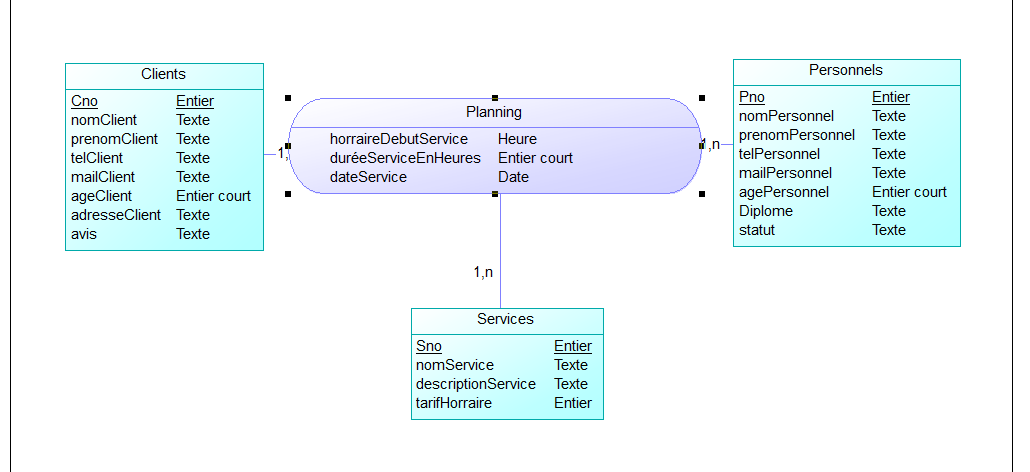 Clients
Cno Entier
nomClient Texte
prenomClient Texte
telClient Texte
mailClient Texte
ageClient Entier court
adresseClient Texte
avis Texte
1,
Planning
horraireDebutService Heure
duréeServiceEnHeures Entier court
dateService Date
1,n
Personnels
Pno Entier
nomPersonnel Texte
prenomPersonnel Texte
telPersonnel Texte
mailPersonnel Texte
agePersonnel Entier court
Diplome Texte
statut Texte
1,n
Services
Sno Entier
nomService Texte
descriptionService Texte
tarifHorraire Entier